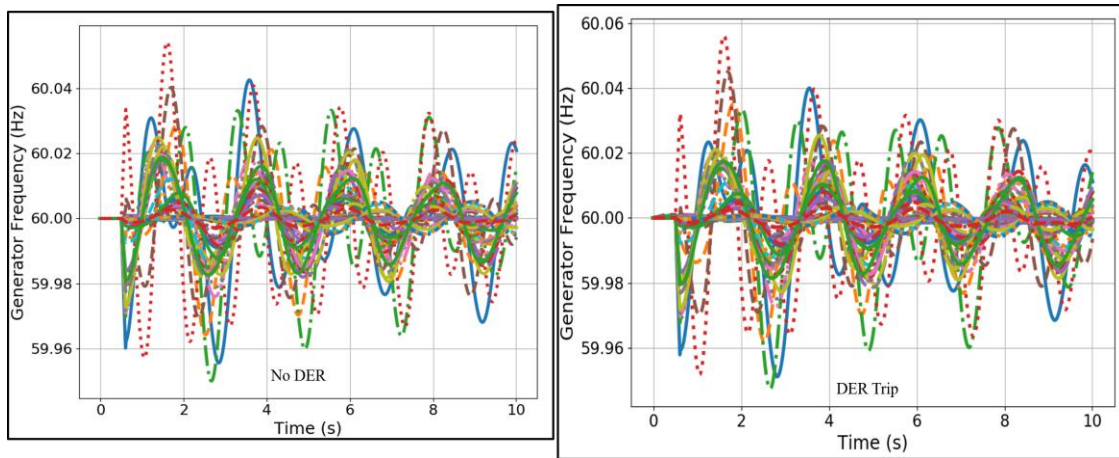 60.04
60.02
60.00
59.98
59.96
Generator Frequency (Hz)
No DER
0 2 4 6 8 10
Time (s)
60.06
60.04
60.02
60.00
59.98
59.96
Generator Frequency (Hz)
DER Trip
0 2 4 6 8 10
Time (s)